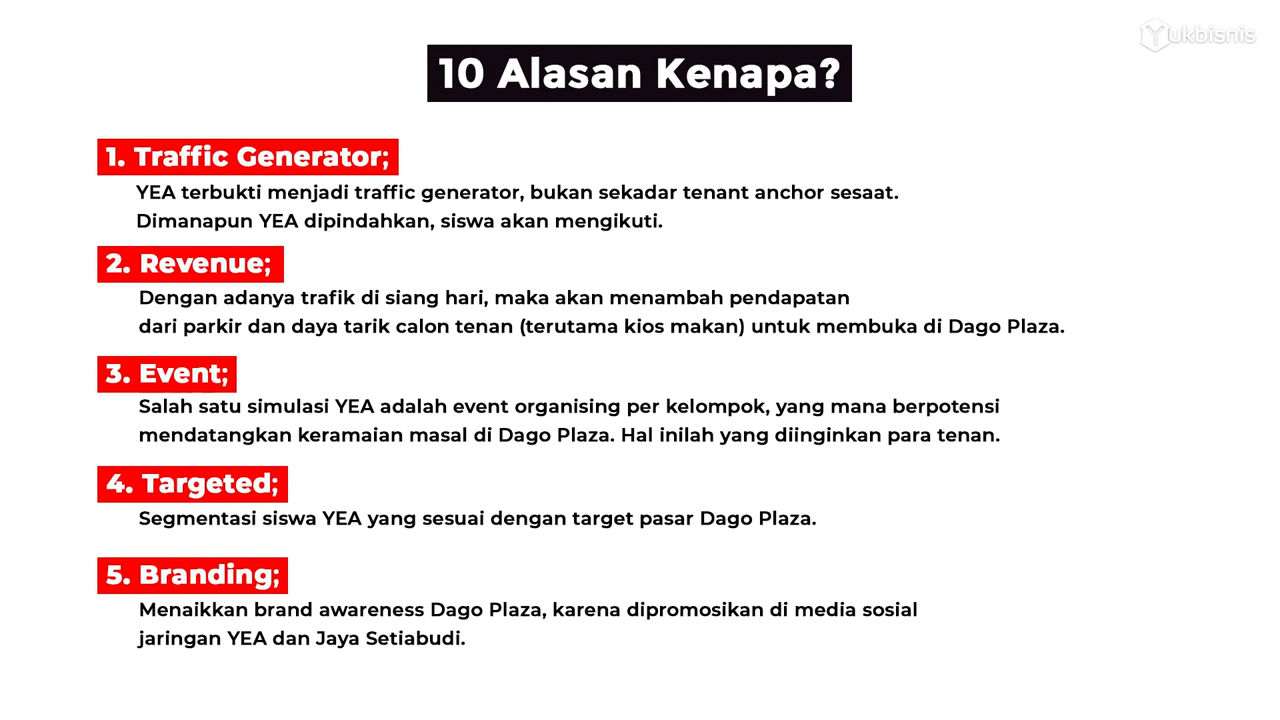 Yukbisnis
10 Alasan Kenapa?
1. Traffic Generator;
YEA terbukti menjadi traffic generator, bukan sekadar tenant anchor sesaat.
Dimanapun YEA dipindahkan, siswa akan mengikuti.
2. Revenue;
Dengan adanya trafik di siang hari, maka akan menambah pendapatan
dari parkir dan daya tarik calon tenan (terutama kios makan) untuk membuka di Dago Plaza.
3. Event;
Salah satu simulasi YEA adalah event organising per kelompok, yang mana berpotensi
mendatangkan keramaian masal di Dago Plaza. Hal inilah yang diinginkan para tenan.
4. Targeted;
Segmentasi siswa YEA yang sesuai dengan target pasar Dago Plaza.
5. Branding;
Menaikkan brand awareness Dago Plaza, karena dipromosikan di media sosial
jaringan YEA dan Jaya Setiabudi.